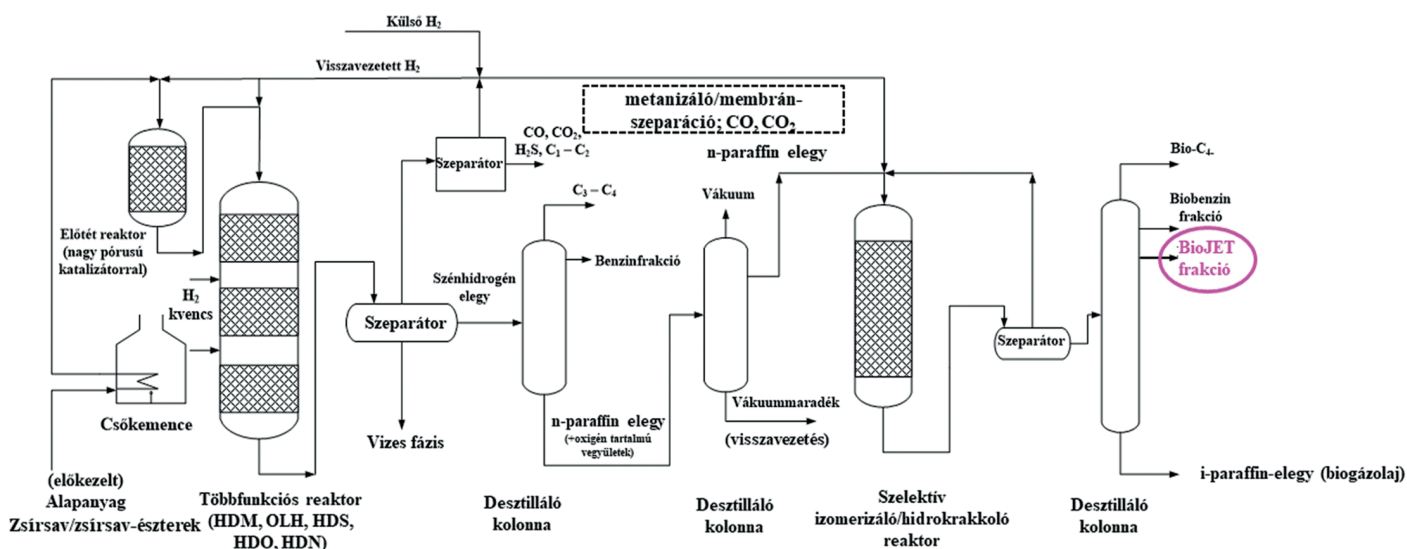 Külső H₂
Visszavezetett H₂
metanizáló/membrán-
szeparáció; CO, CO₂
CO, CO₂,
H₂S, C₁ – C₂
Szeparátor
n-paraffin elegy
Bio-C₄-
C₃ – C₄
Vákuum
Biobenzin
frakció
BioJET
frakció
Előtét reaktor
(nagy pórusú
katalizátorral)
Benzinfrakció
Szénhidrogén
elegy
H₂
kvencs
Szeparátor
Szeparátor
Csőkemence
Vizes fázis
n-paraffin elegy
(+oxigén tartalmú
vegyületek)
Vákuummaradék
(visszavezetés)
i-paraffin-elegy (biogázolaj)
(előkezelt)
Alapanyag
Zsírsav/zsírsav-észterek
Többfunkciós reaktor
(HDM, OLH, HDS,
HDO, HDN)
Desztilláló
kolonna
Desztilláló
kolonna
Szelektív
izomerizáló/hidrokrakkoló
reaktor
Desztilláló
kolonna